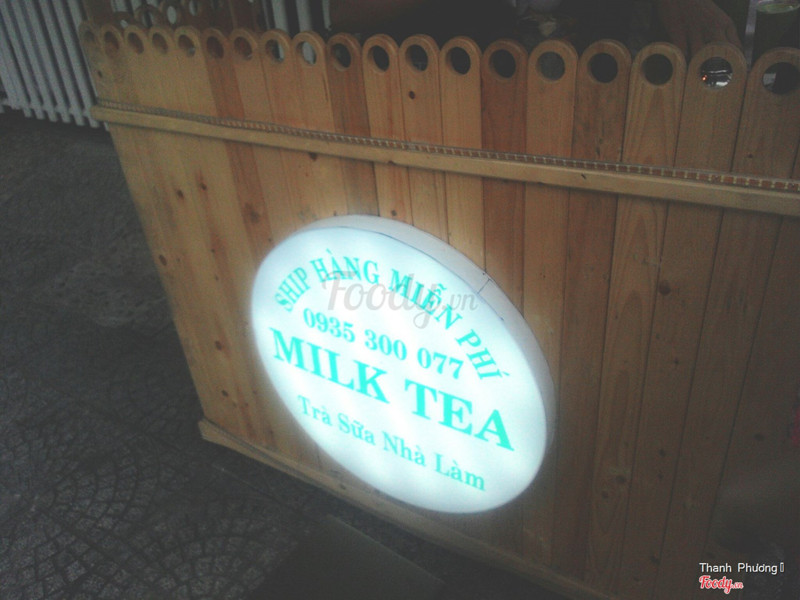 SHIP HÀNG MIỄN PHÍ
0935 300 077
MILK TEA
Trà Sữa Nhà Làm
Foody.vn
Thanh Phương
Foody.vn